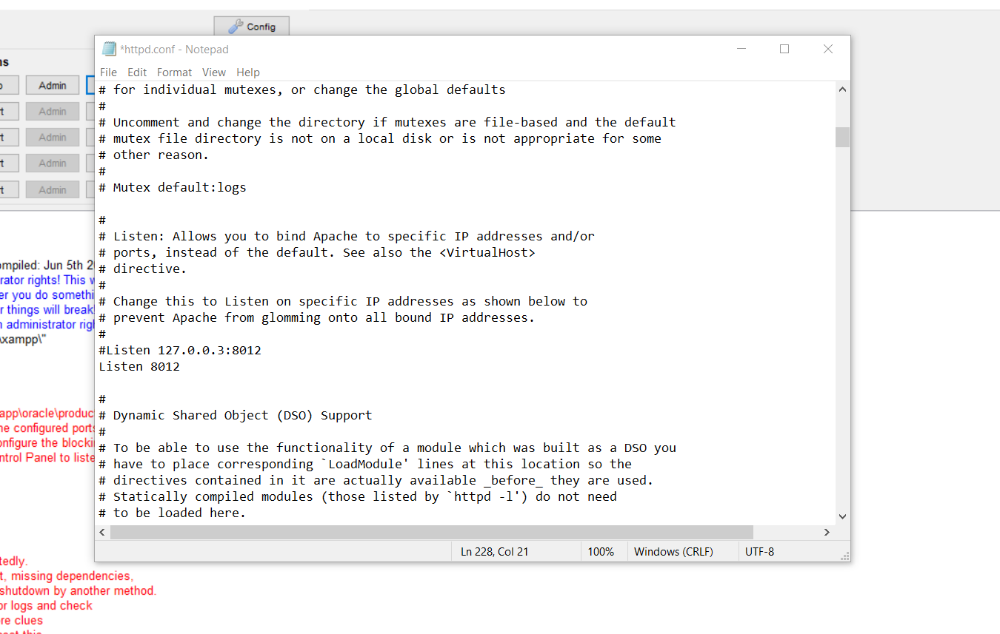 Config
*httpd.conf - Notepad
File Edit Format View Help
Admin
Admin
Admin
Admin
Admin
# for individual mutexes, or change the global defaults
#
# Uncomment and change the directory if mutexes are file-based and the default
# mutex file directory is not on a local disk or is not appropriate for some
# other reason.
#
# Mutex default:logs
#
# Listen: Allows you to bind Apache to specific IP addresses and/or
# ports, instead of the default. See also the <VirtualHost>
# directive.
#
# Change this to Listen on specific IP addresses as shown below to
# prevent Apache from glomming onto all bound IP addresses.
#
#Listen 127.0.0.3:8012
Listen 8012
#
# Dynamic Shared Object (DSO) Support
#
# To be able to use the functionality of a module which was built as a DSO you
# have to place corresponding `LoadModule' lines at this location so the
# directives contained in it are actually available _before_ they are used.
# Statically compiled modules (those listed by `httpd -l') do not need
# to be loaded here.
Ln 228, Col 21 100% Windows (CRLF) UTF-8
ompiled: Jun 5th 2
rator rights! This
er you do somethi
r things will break
administrator rig
\xampp\"
app\oracle\produc
he configured ports
onfigure the blocki
ntrol Panel to liste
tedly.
t, missing dependencies,
shutdown by another method.
or logs and check
re clues